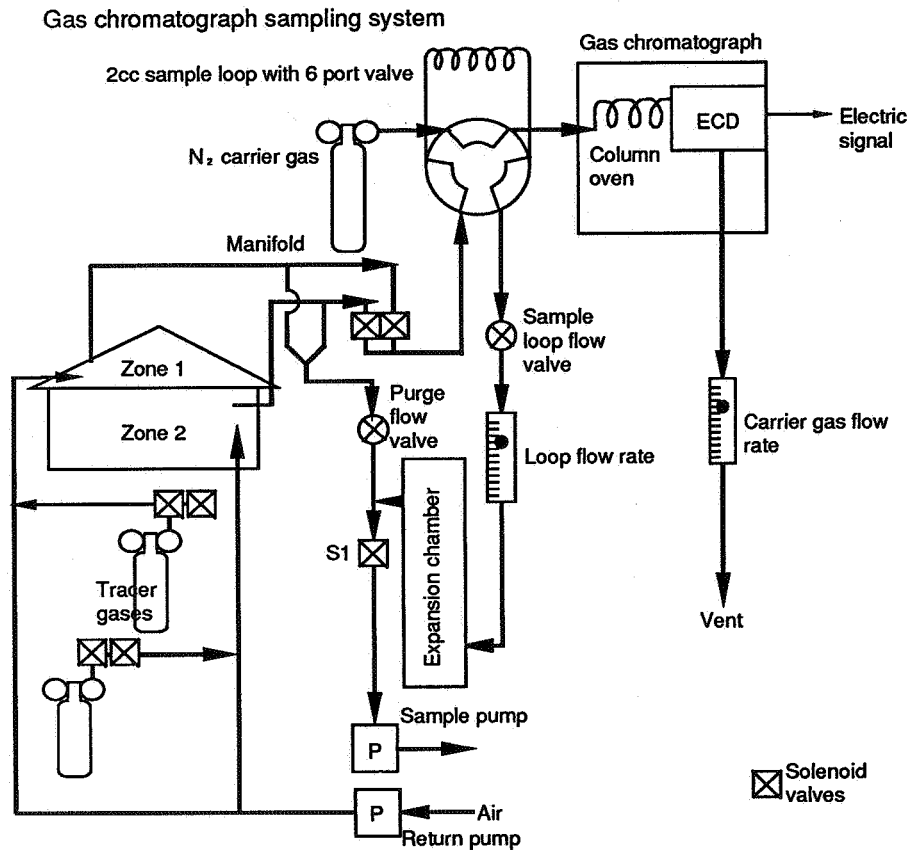 Gas chromatograph sampling system
Gas chromatograph
2cc sample loop with 6 port valve
ECD
Electric
signal
N₂ carrier gas
Column
oven
Manifold
Sample
loop flow
valve
Zone 1
Purge
flow
valve
Zone 2
Carrier gas flow
rate
Loop flow rate
Expansion chamber
S1
Tracer
gases
Vent
Sample pump
P
Solenoid
valves
P
Air
Return pump